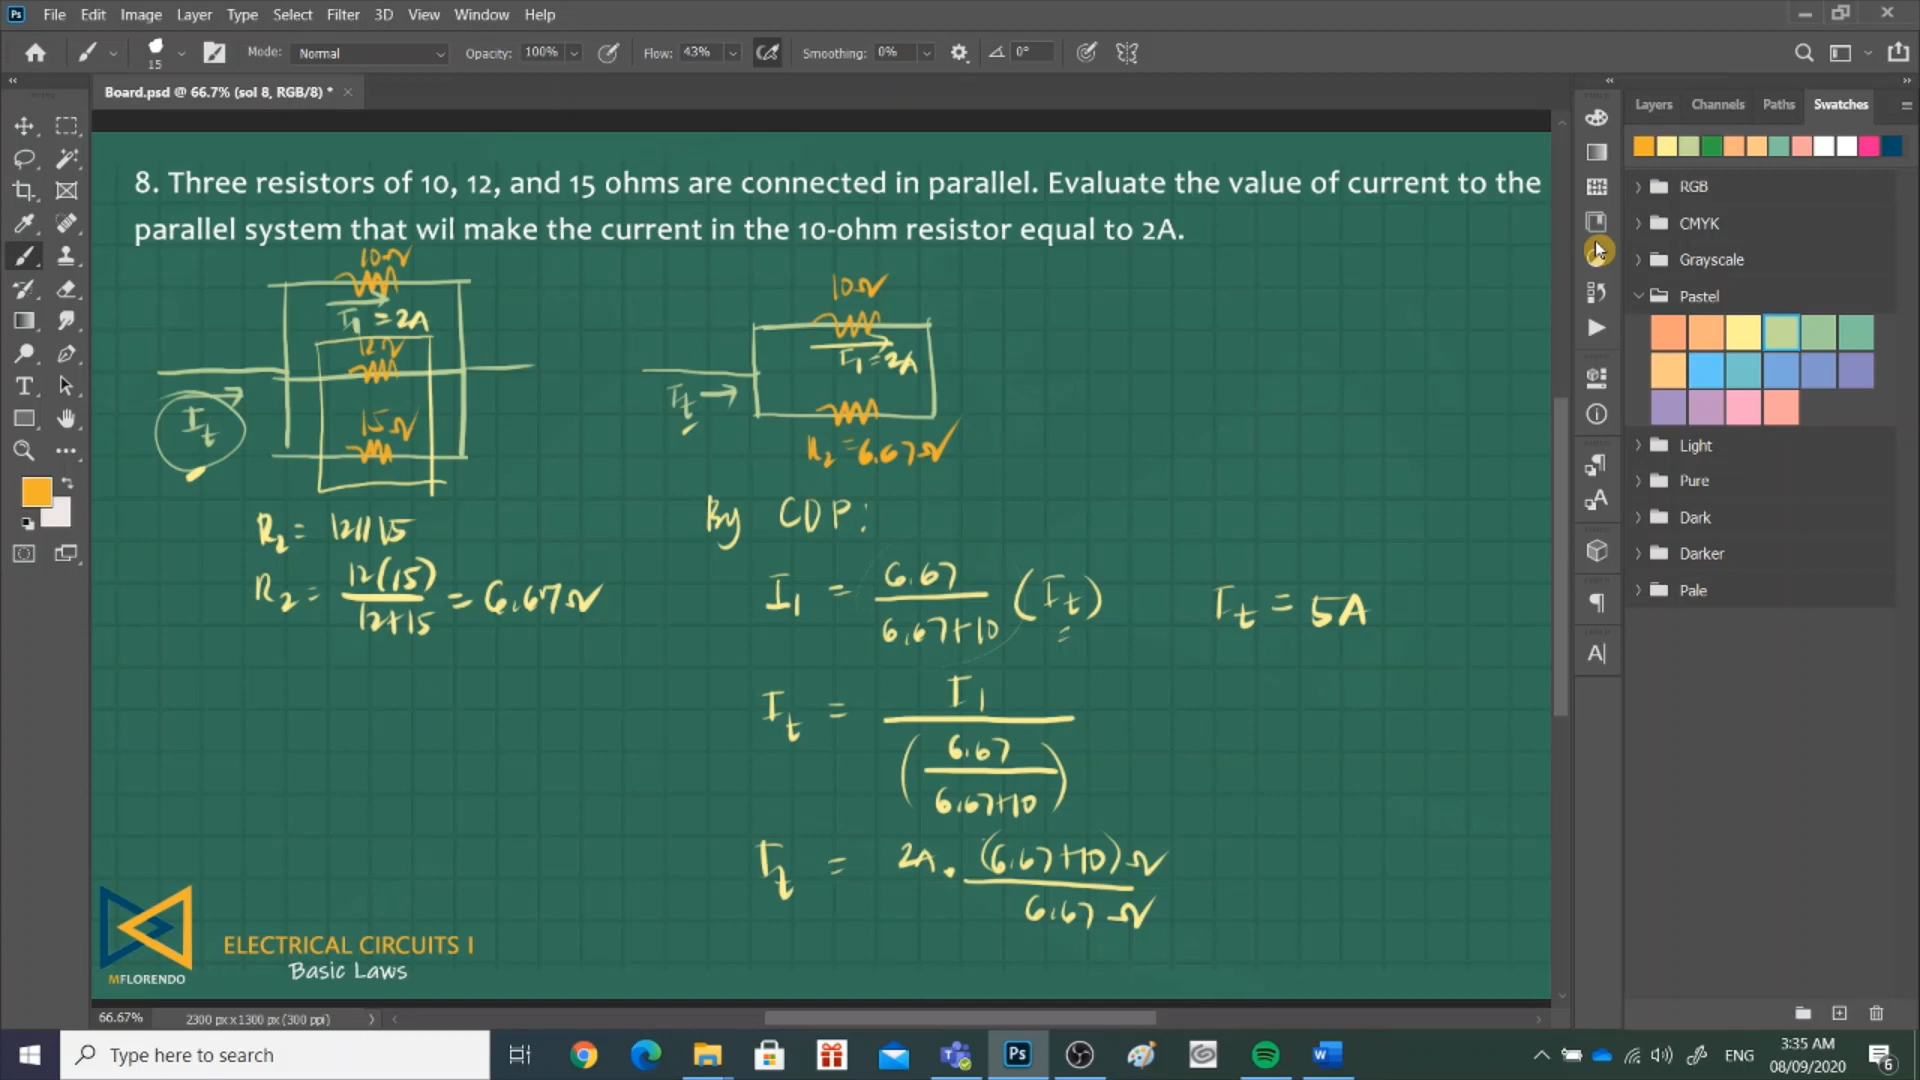 Ps File Edit Image Layer Type Select Filter 3D View Window Help
15 Mode: Normal Opacity: 100% Flow: 43% Smoothing: 0% 0°
Board.psd @ 66.7% (sol 8, RGB/8) *
Layers Channels Paths Swatches
RGB
CMYK
Grayscale
Pastel
Light
Pure
Dark
Darker
Pale
8. Three resistors of 10, 12, and 15 ohms are connected in parallel. Evaluate the value of current to the
parallel system that wil make the current in the 10-ohm resistor equal to 2A.
10Ω
I1 = 2A
12Ω
15Ω
It
R2 = 12||15
R2 = 12(15) / 12+15 = 6.67Ω
10Ω
I1 = 2A
It →
R2 = 6.67Ω
By CDP:
I1 = 6.67 / 6.67+10 (It)
It = 5A
It = I1 / (6.67 / 6.67+10)
It = 2A · (6.67+10)Ω / 6.67Ω
MFLORENDO
ELECTRICAL CIRCUITS I
Basic Laws
66.67% 2300 px x 1300 px (300 ppi)
Type here to search
ENG
3:35 AM
08/09/2020
6